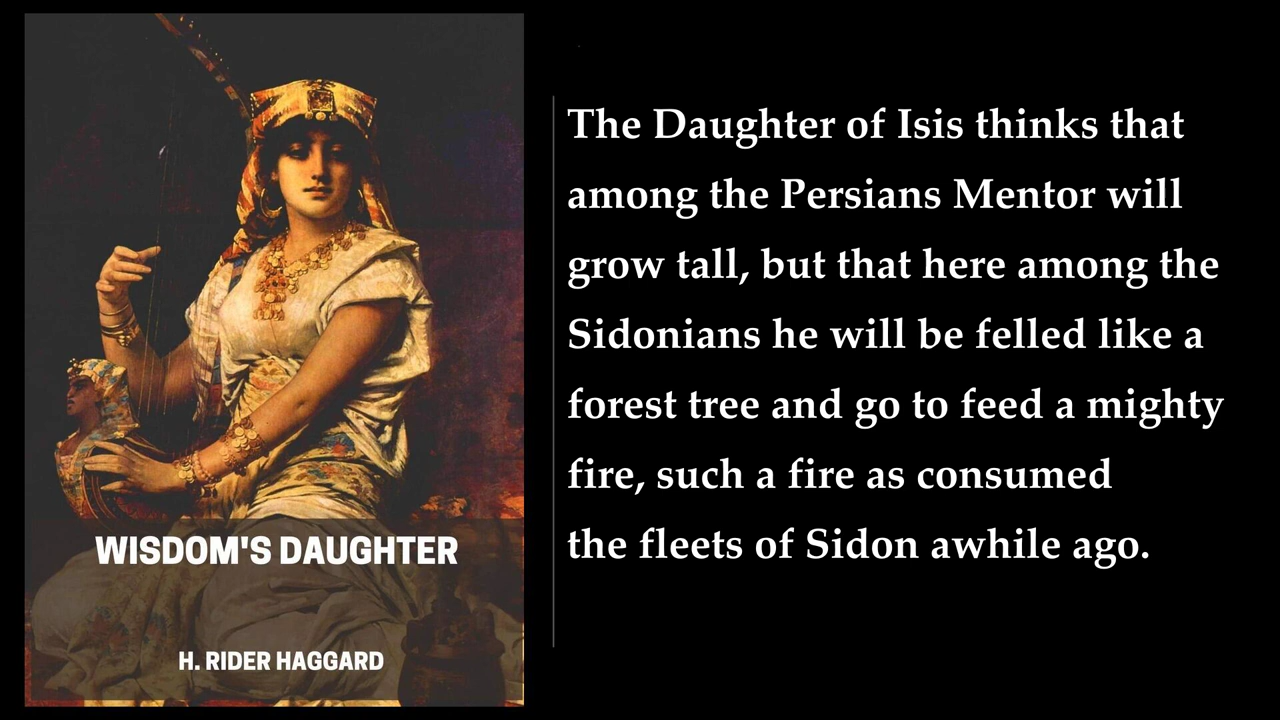 WISDOM'S DAUGHTER
H. RIDER HAGGARD
The Daughter of Isis thinks that
among the Persians Mentor will
grow tall, but that here among the
Sidonians he will be felled like a
forest tree and go to feed a mighty
fire, such a fire as consumed
the fleets of Sidon awhile ago.